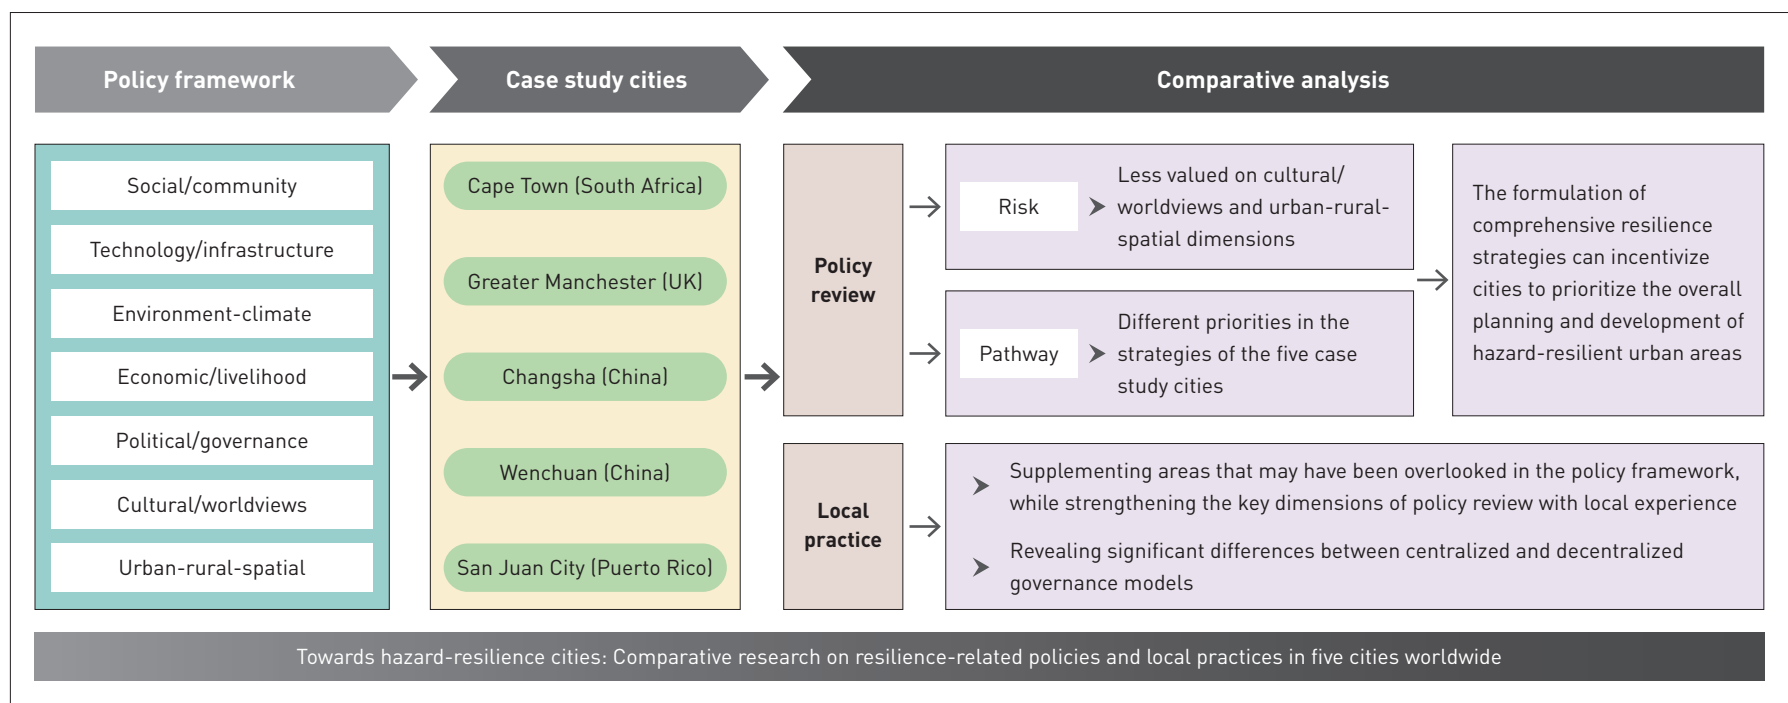 Policy framework
Case study cities
Comparative analysis
Social/community
Technology/infrastructure
Environment-climate
Economic/livelihood
Political/governance
Cultural/worldviews
Urban-rural-spatial
Cape Town (South Africa)
Greater Manchester (UK)
Changsha (China)
Wenchuan (China)
San Juan City (Puerto Rico)
Policy
review
Risk
Less valued on cultural/
worldviews and urban-rural-
spatial dimensions
Pathway
Different priorities in the
strategies of the five case
study cities
The formulation of
comprehensive resilience
strategies can incentivize
cities to prioritize the overall
planning and development of
hazard-resilient urban areas
Local
practice
Supplementing areas that may have been overlooked in the policy framework,
while strengthening the key dimensions of policy review with local experience
Revealing significant differences between centralized and decentralized
governance models
Towards hazard-resilience cities: Comparative research on resilience-related policies and local practices in five cities worldwide